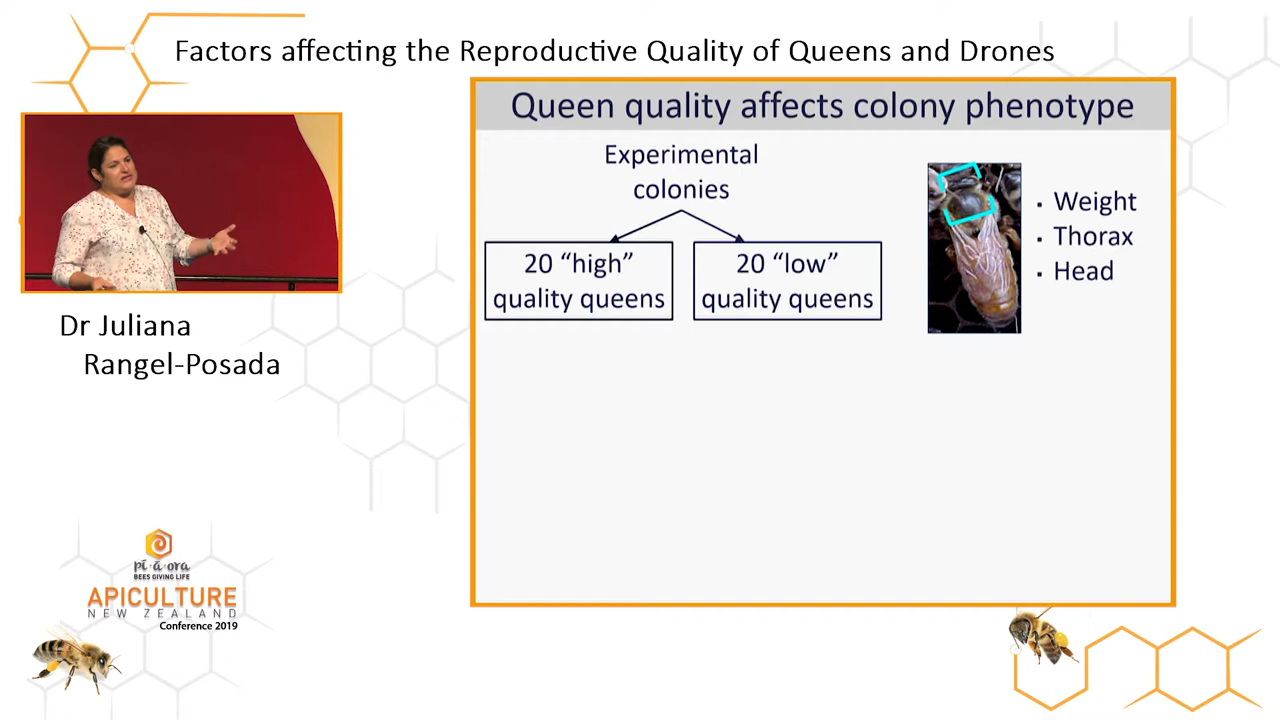 Factors affecting the Reproductive Quality of Queens and Drones
Queen quality affects colony phenotype
Experimental
colonies
20 “high”
quality queens
20 “low”
quality queens
▪ Weight
▪ Thorax
▪ Head
Dr Juliana
Rangel-Posada
pī·ā·ora
BEES GIVING LIFE
APICULTURE
NEW ZEALAND
Conference 2019